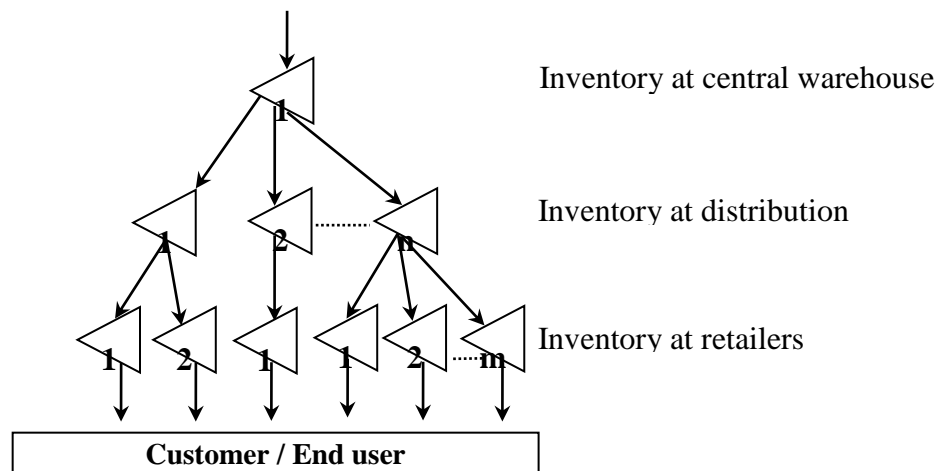 Inventory at central warehouse
1
Inventory at distribution
1 2 n
Inventory at retailers
1 2 1 1 2 m
Customer / End user